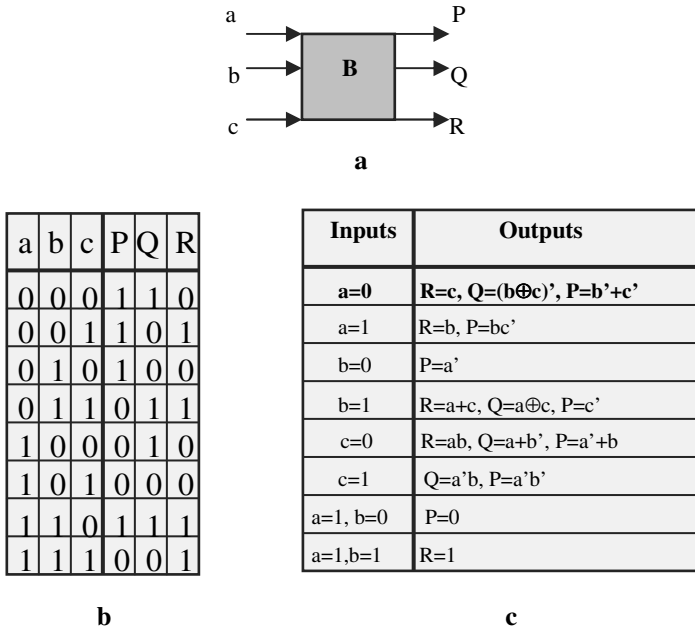 a P
b B Q
c R
a
a b c P Q R
0 0 0 1 1 0
0 0 1 1 0 1
0 1 0 1 0 0
0 1 1 0 1 1
1 0 0 0 1 0
1 0 1 0 0 0
1 1 0 1 1 1
1 1 1 0 0 1
b
Inputs Outputs
a=0 R=c, Q=(b⊕c)’, P=b’+c’
a=1 R=b, P=bc’
b=0 P=a’
b=1 R=a+c, Q=a⊕c, P=c’
c=0 R=ab, Q=a+b’, P=a’+b
c=1 Q=a’b, P=a’b’
a=1, b=0 P=0
a=1,b=1 R=1
c